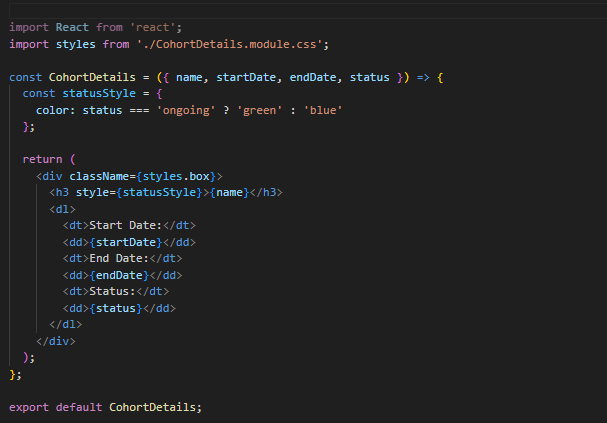 import React from 'react';
import styles from './CohortDetails.module.css';
const CohortDetails = ({ name, startDate, endDate, status }) => {
const statusStyle = {
color: status === 'ongoing' ? 'green' : 'blue'
};
return (
<div className={styles.box}>
<h3 style={statusStyle}>{name}</h3>
<dl>
<dt>Start Date:</dt>
<dd>{startDate}</dd>
<dt>End Date:</dt>
<dd>{endDate}</dd>
<dt>Status:</dt>
<dd>{status}</dd>
</dl>
</div>
);
};
export default CohortDetails;